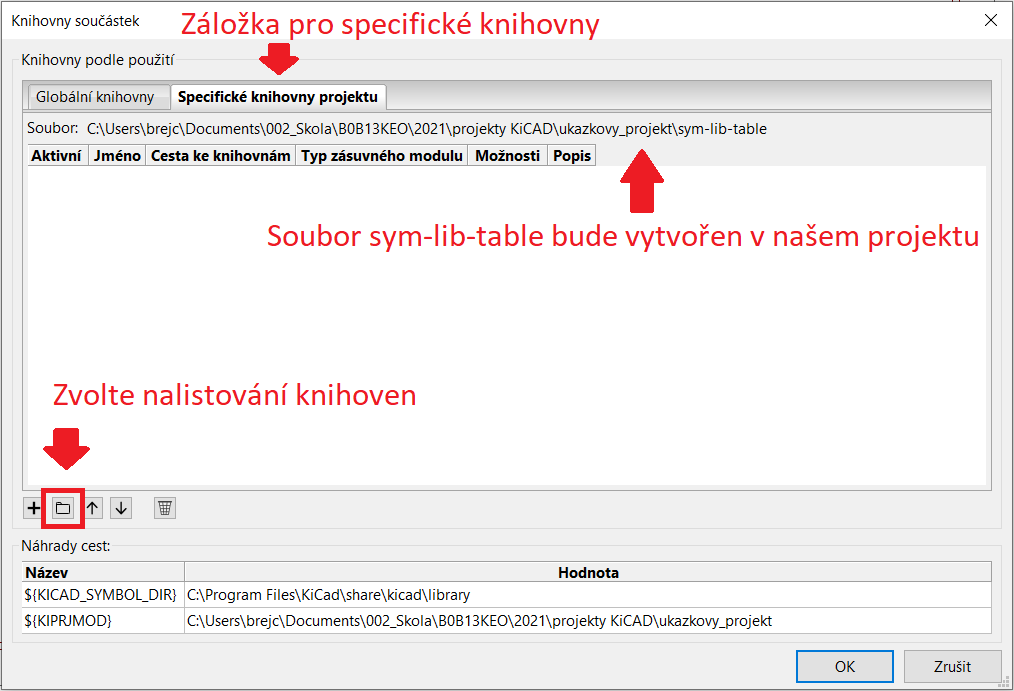 Knihovny součástek
Záložka pro specifické knihovny
Knihovny podle použití
Globální knihovny
Specifické knihovny projektu
Soubor: C:\Users\brejc\Documents\002_Skola\B0B13KEO\2021\projekty KiCAD\ukazkovy_projekt\sym-lib-table
Aktivní Jméno Cesta ke knihovnám Typ zásuvného modulu Možnosti Popis
Soubor sym-lib-table bude vytvořen v našem projektu
Zvolte nalistování knihoven
Náhrady cest:
Název Hodnota
${KICAD_SYMBOL_DIR} C:\Program Files\KiCad\share\kicad\library
${KIPRJMOD} C:\Users\brejc\Documents\002_Skola\B0B13KEO\2021\projekty KiCAD\ukazkovy_projekt
OK Zrušit